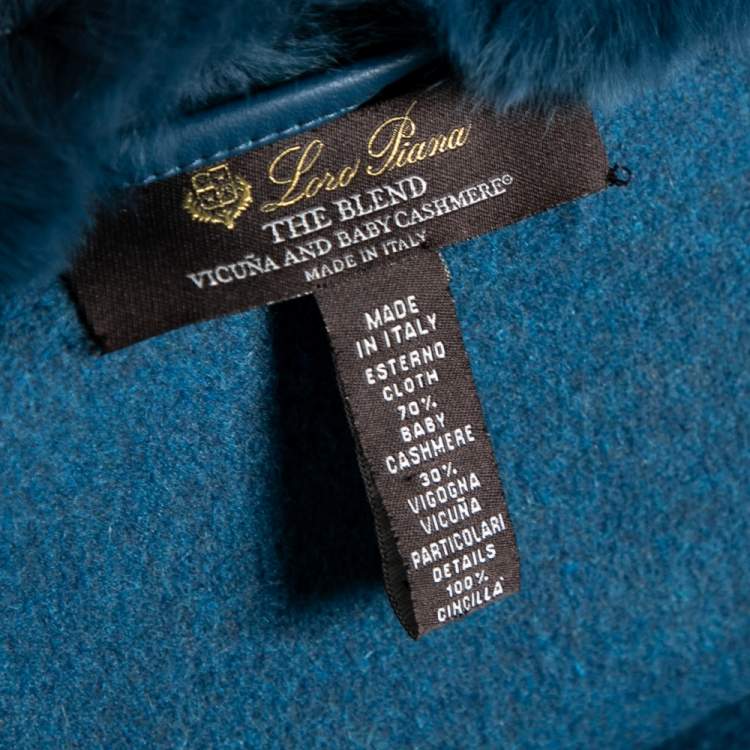 Loro Piana
THE BLEND
VICUÑA AND BABY CASHMERE®
MADE IN ITALY
MADE
IN ITALY
ESTERNO
CLOTH
70%
BABY
CASHMERE
30%
VIGOGNA
VICUÑA
PARTICOLARI
DETAILS
100%
CINCILLA'